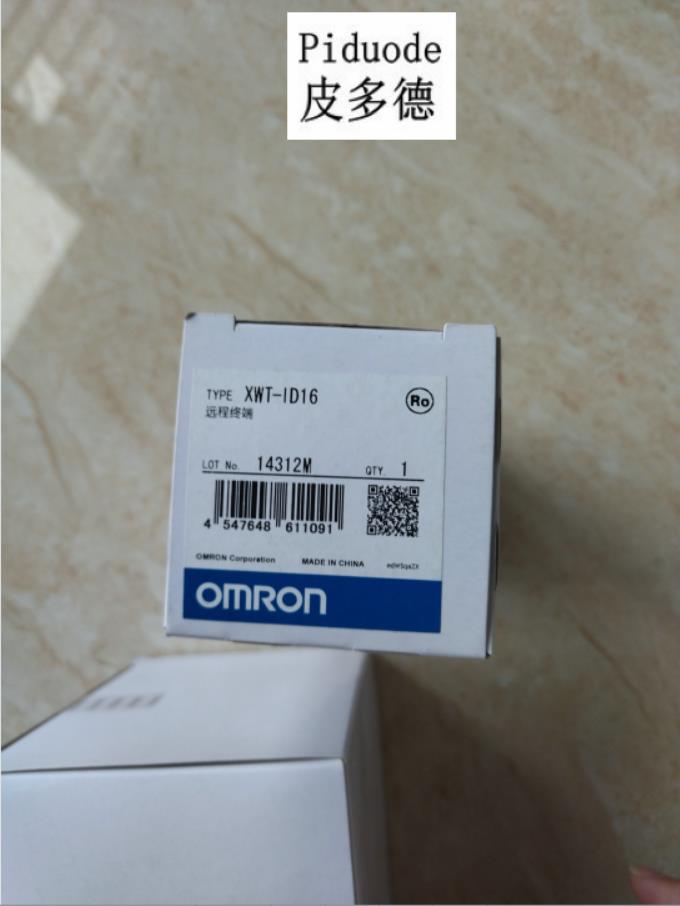 Piduode
皮多德
TYPE XWT-ID16
Ro
远程终端
LOT No. 14312M QTY. 1
4 547648 611091
OMRON Corporation MADE IN CHINA
OMRON